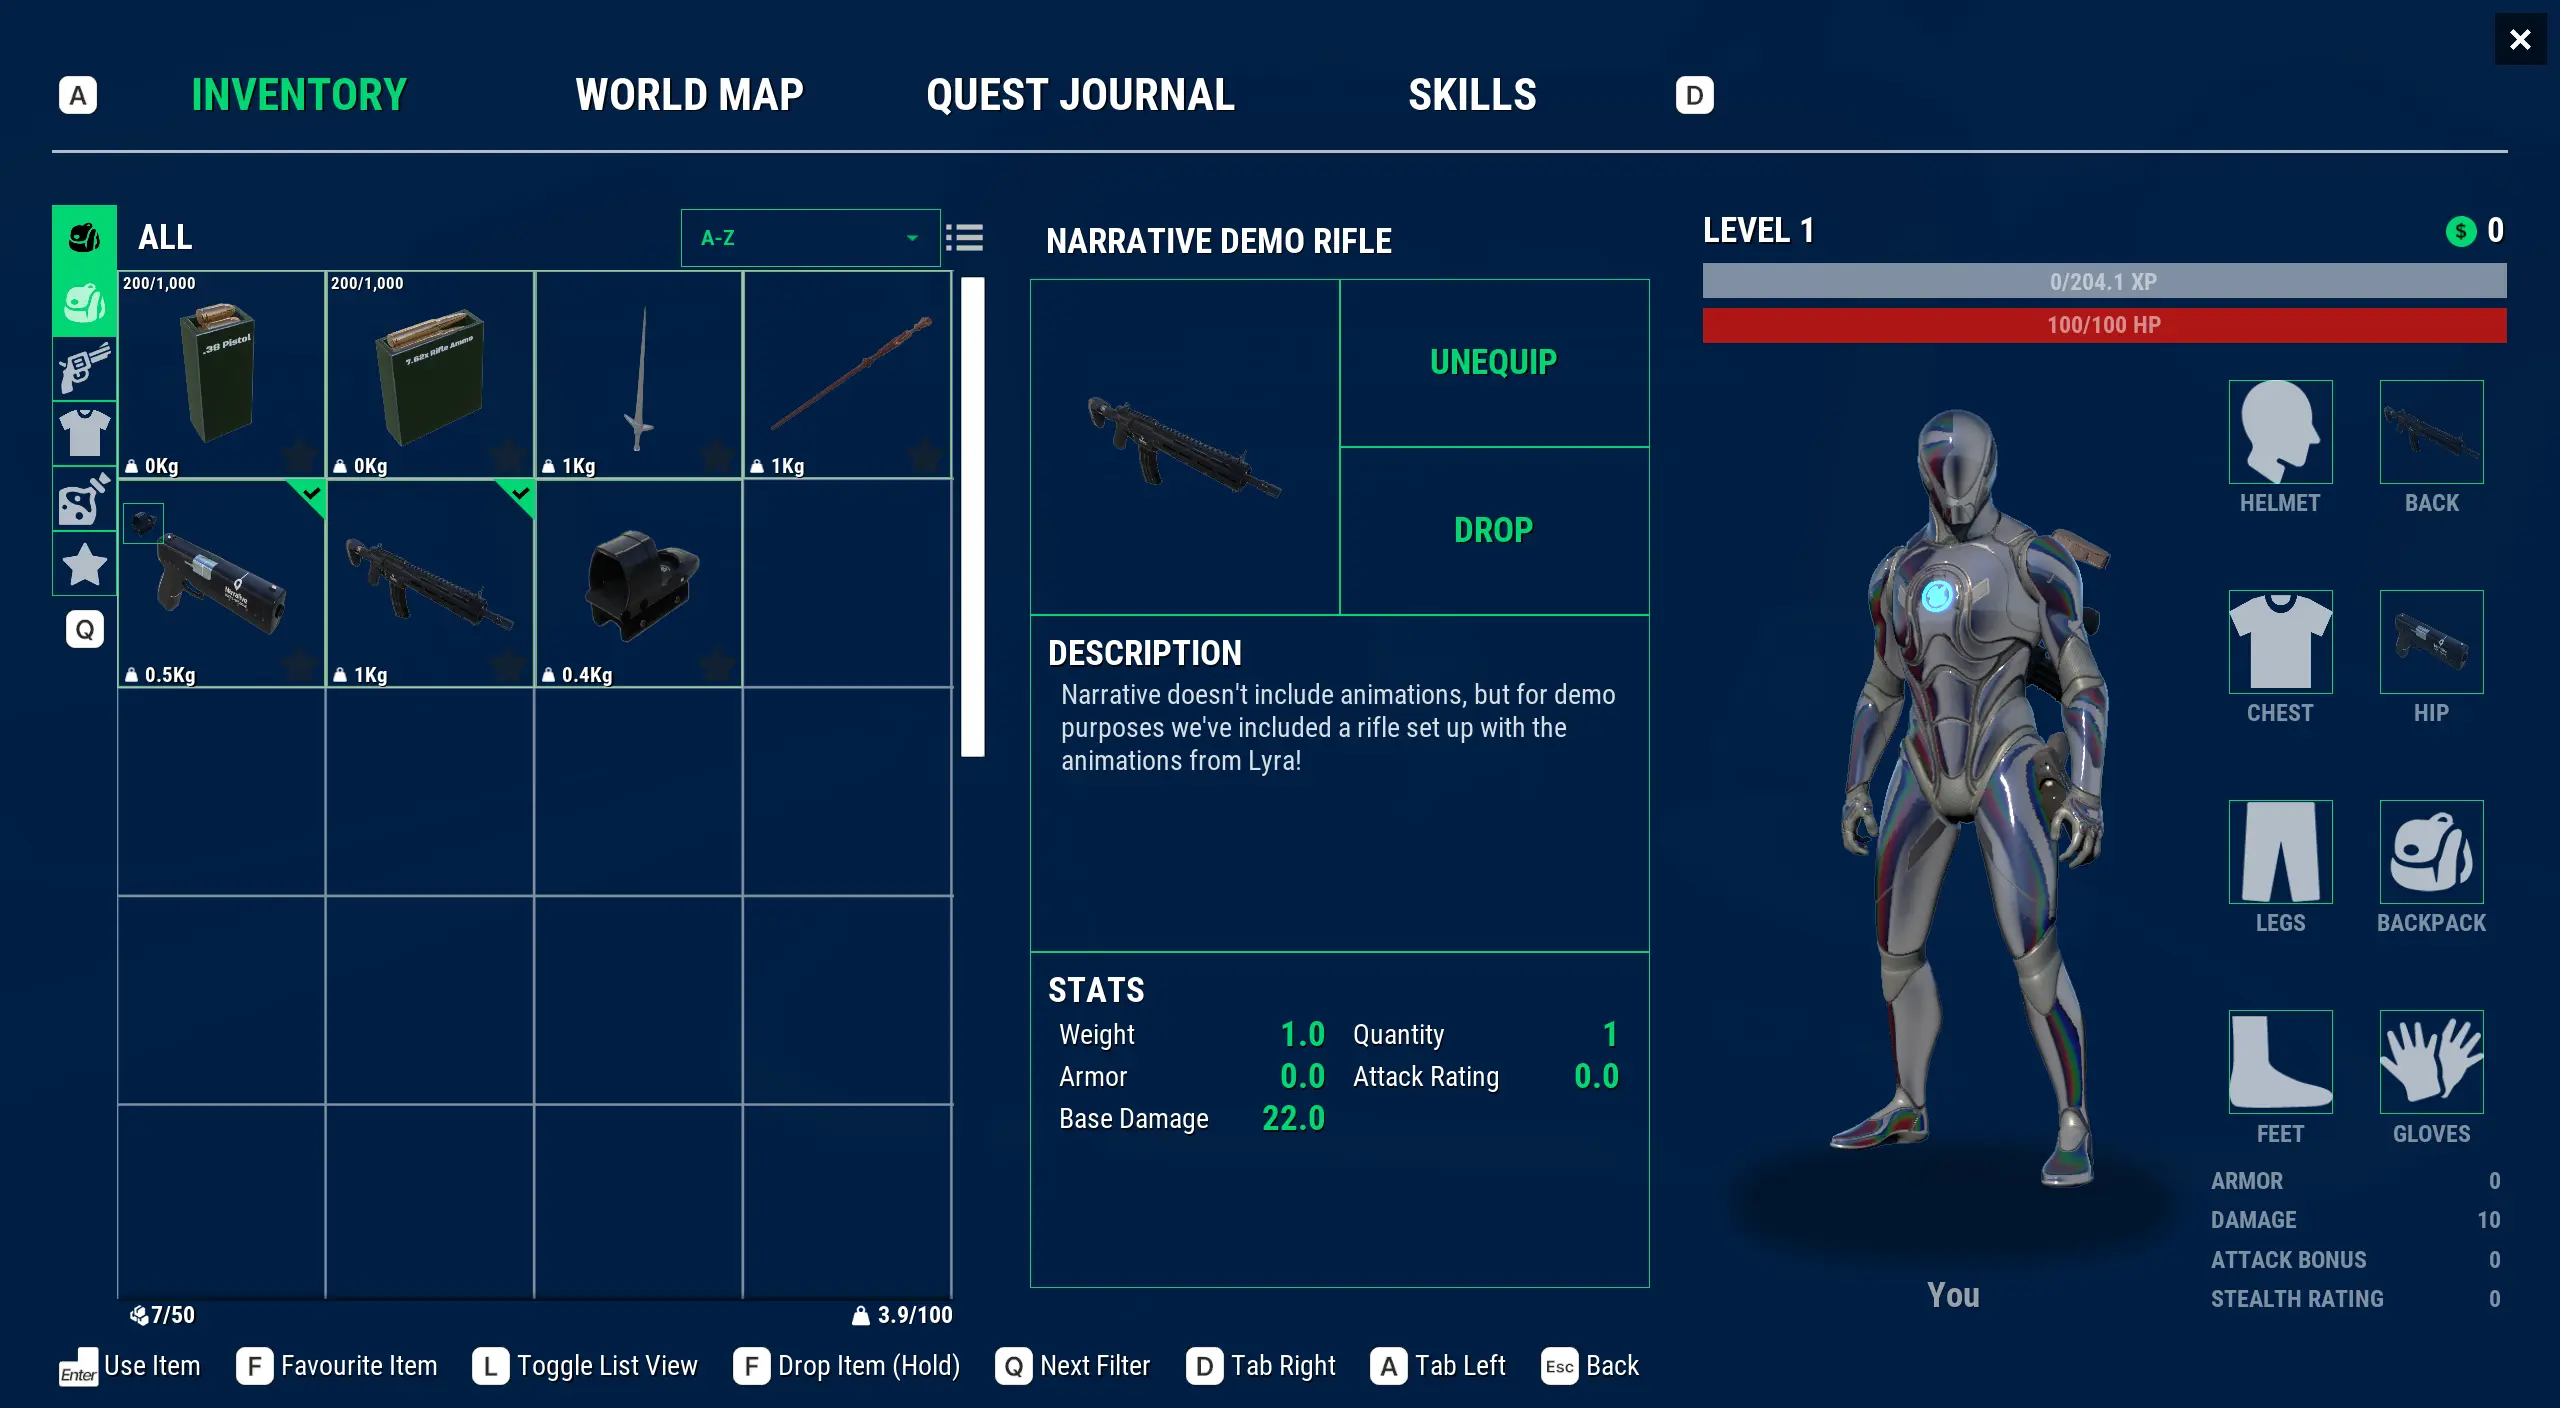 A
INVENTORY
WORLD MAP
QUEST JOURNAL
SKILLS
D
ALL
A-Z
200/1,000
.38 Pistol
0Kg
200/1,000
7.62x Rifle Ammo
0Kg
1Kg
1Kg
Narrative
0.5Kg
1Kg
0.4Kg
Q
7/50
3.9/100
NARRATIVE DEMO RIFLE
UNEQUIP
DROP
DESCRIPTION
Narrative doesn't include animations, but for demo
purposes we've included a rifle set up with the
animations from Lyra!
STATS
Weight 1.0 Quantity 1
Armor 0.0 Attack Rating 0.0
Base Damage 22.0
LEVEL 1
$ 0
0/204.1 XP
100/100 HP
HELMET
BACK
CHEST
HIP
LEGS
BACKPACK
FEET
GLOVES
ARMOR 0
DAMAGE 10
ATTACK BONUS 0
STEALTH RATING 0
You
Enter Use Item
F Favourite Item
L Toggle List View
F Drop Item (Hold)
Q Next Filter
D Tab Right
A Tab Left
Esc Back